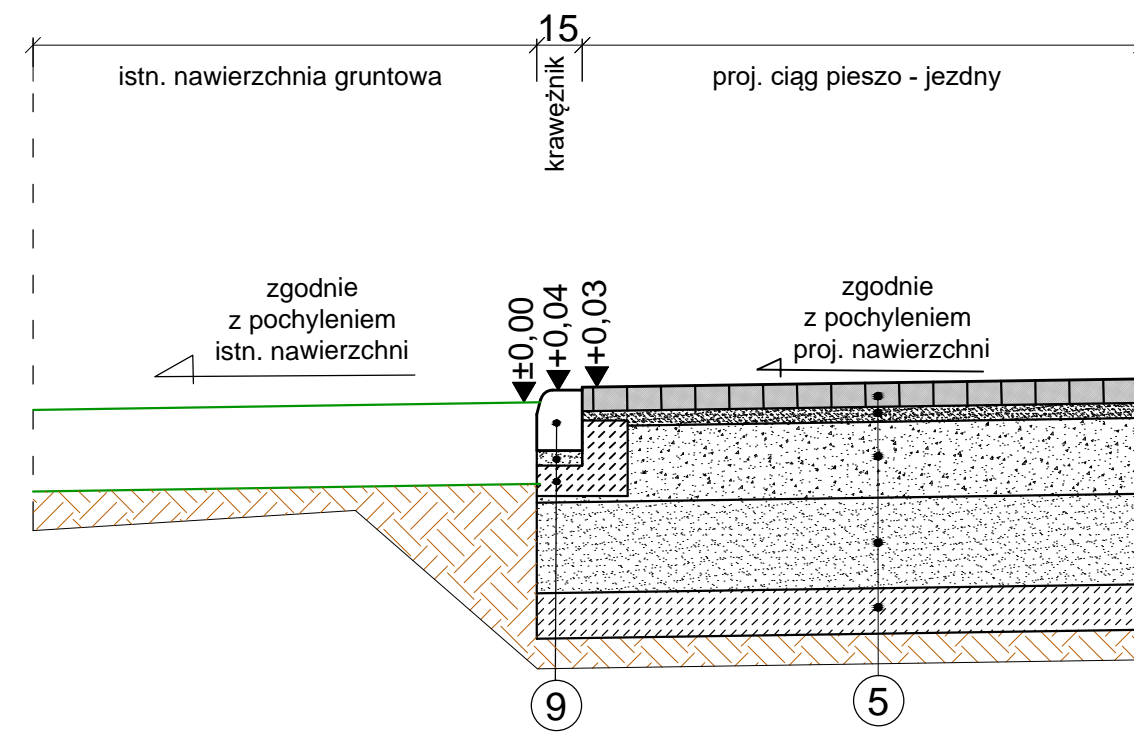 15
istn. nawierzchnia gruntowa
krawężnik
proj. ciąg pieszo - jezdny
zgodnie
z pochyleniem
istn. nawierzchni
±0,00
+0,04
+0,03
zgodnie
z pochyleniem
proj. nawierzchni
9
5